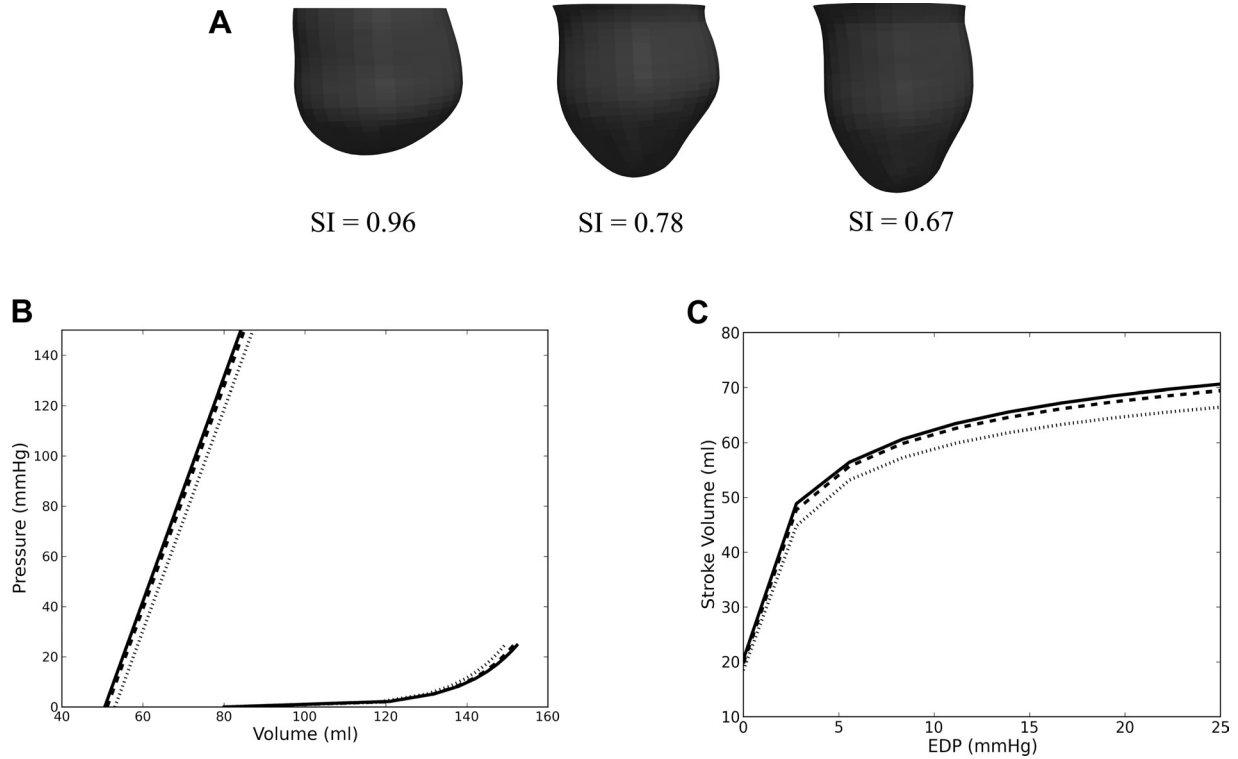 A
SI = 0.96
SI = 0.78
SI = 0.67
B
Pressure (mmHg)
140
120
100
80
60
40
20
0
40
60
80
100
120
140
160
Volume (ml)
C
Stroke Volume (ml)
80
70
60
50
40
30
20
10
0
5
10
15
20
25
EDP (mmHg)